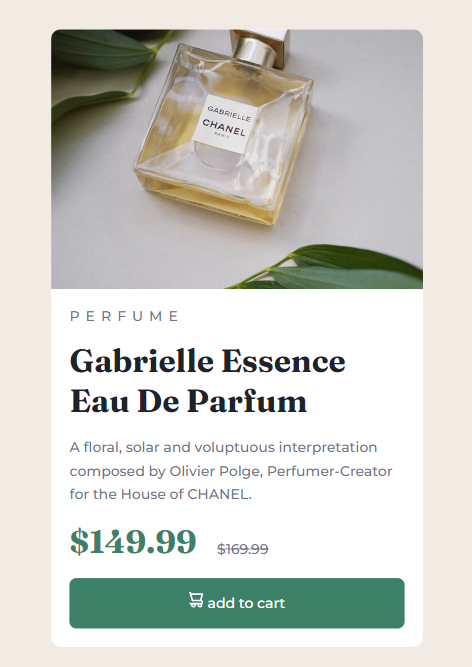 GABRIELLE
CHANEL
PARIS
PERFUME
Gabrielle Essence
Eau De Parfum
A floral, solar and voluptuous interpretation
composed by Olivier Polge, Perfumer-Creator
for the House of CHANEL.
$149.99 $169.99
add to cart